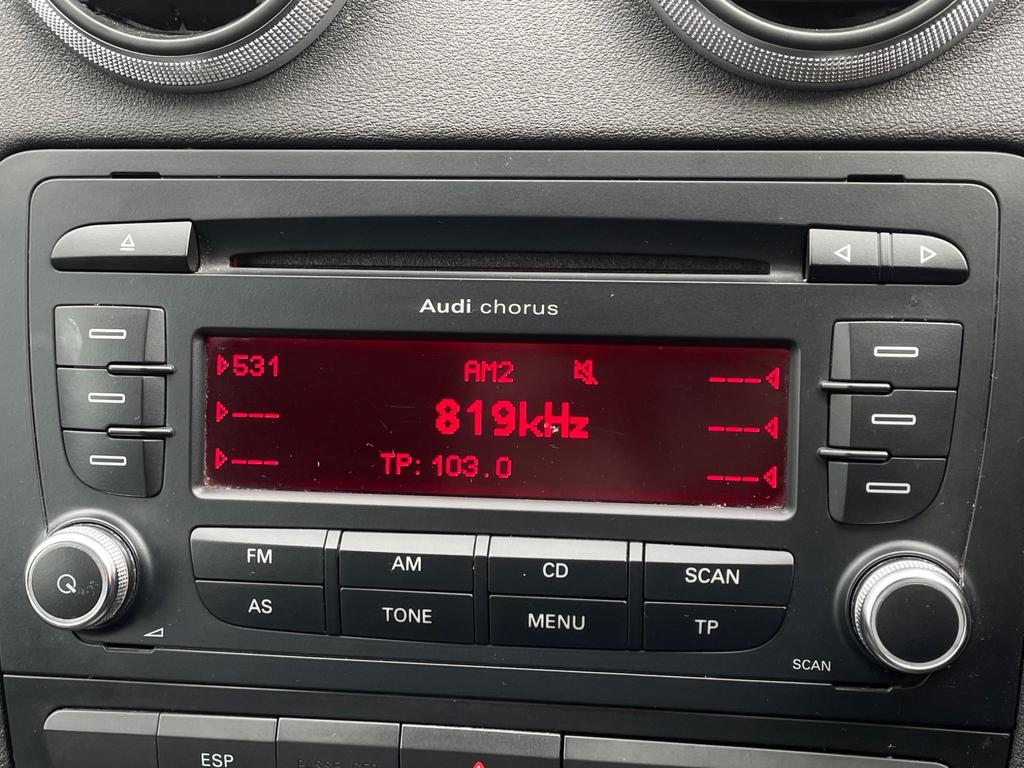 Audi chorus
531 AM2 ---
--- 819kHz ---
--- TP:103.0 ---
FM AM CD SCAN
AS TONE MENU TP
SCAN
ESP